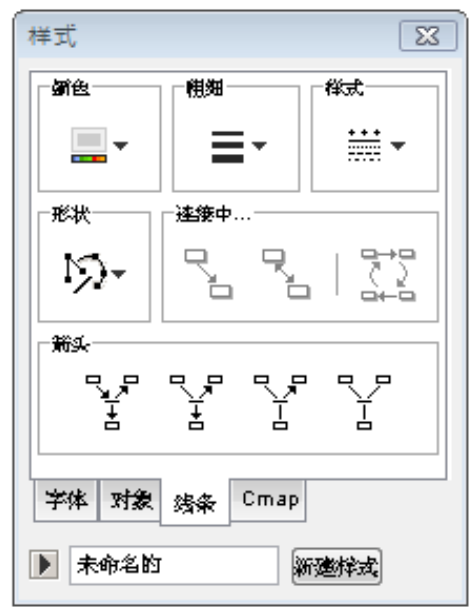 样式
颜色 粗细 样式
形状 连接中...
箭头
字体 对象 线条 Cmap
未命名的 新建样式